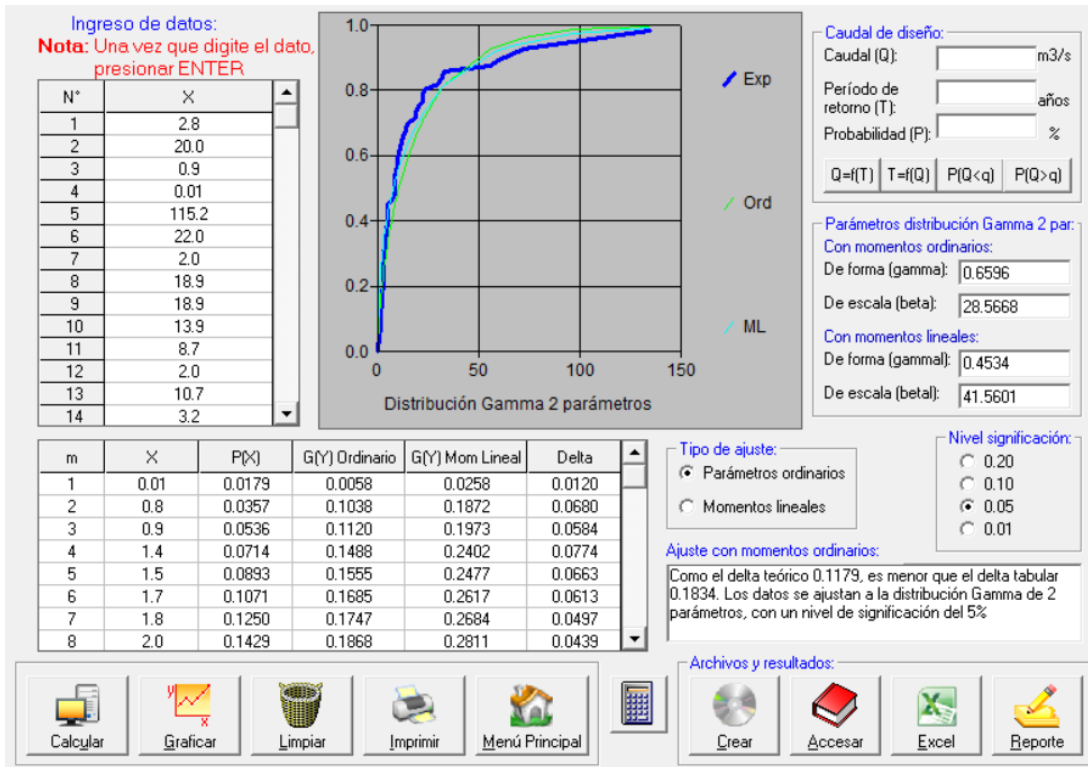 Ingreso de datos:
Nota: Una vez que digite el dato,
presionar ENTER
N° X
1 2.8
2 20.0
3 0.9
4 0.01
5 115.2
6 22.0
7 2.0
8 18.9
9 18.9
10 13.9
11 8.7
12 2.0
13 10.7
14 3.2
1.0
0.8
0.6
0.4
0.2
0.0
0 50 100 150
Distribución Gamma 2 parámetros
Exp
Ord
ML
Caudal de diseño:
Caudal (Q): m3/s
Período de
retorno (T): años
Probabilidad (P): %
Q=f(T) T=f(Q) P(Q<q) P(Q>q)
Parámetros distribución Gamma 2 par:
Con momentos ordinarios:
De forma (gamma): 0.6596
De escala (beta): 28.5668
Con momentos lineales:
De forma (gammal): 0.4534
De escala (betal): 41.5601
m X P(X) G(Y) Ordinario G(Y) Mom Lineal Delta
1 0.01 0.0179 0.0058 0.0258 0.0120
2 0.8 0.0357 0.1038 0.1872 0.0680
3 0.9 0.0536 0.1120 0.1973 0.0584
4 1.4 0.0714 0.1488 0.2402 0.0774
5 1.5 0.0893 0.1555 0.2477 0.0663
6 1.7 0.1071 0.1685 0.2617 0.0613
7 1.8 0.1250 0.1747 0.2684 0.0497
8 2.0 0.1429 0.1868 0.2811 0.0439
Tipo de ajuste:
Parámetros ordinarios
Momentos lineales
Nivel significación:
0.20
0.10
0.05
0.01
Ajuste con momentos ordinarios:
Como el delta teórico 0.1179, es menor que el delta tabular
0.1834. Los datos se ajustan a la distribución Gamma de 2
parámetros, con un nivel de significación del 5%
Calcular Graficar Limpiar Imprimir Menú Principal
Archivos y resultados:
Crear Accesar Excel Reporte